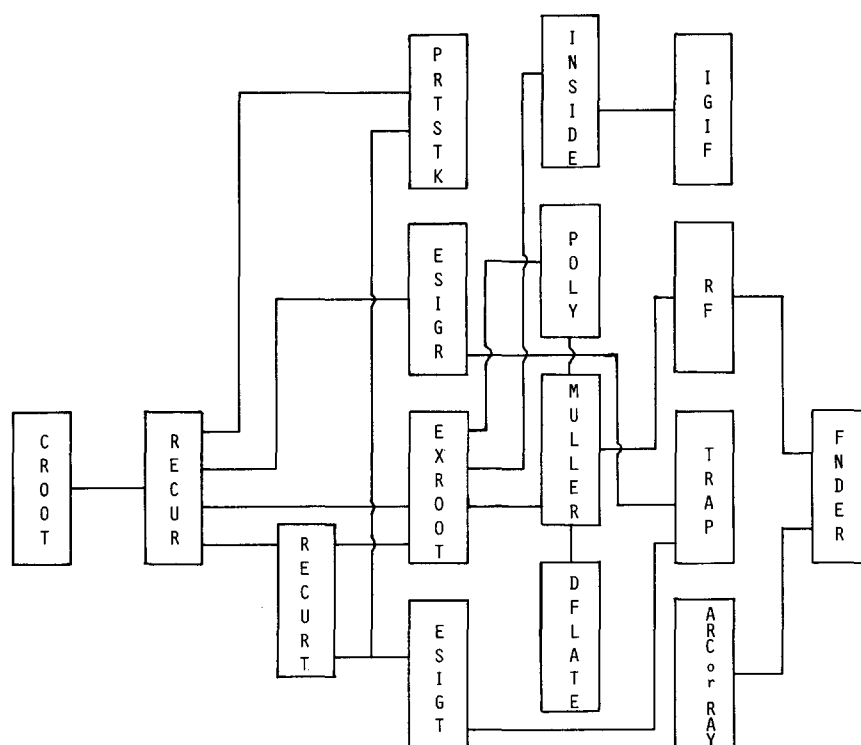 CROOT
RECUR
RECURT
PRTSTK
ESIGR
EXROOT
ESIGT
INSIDE
POLY
MULLER
DFLATE
IGIF
RF
TRAP
ARC or RAY
FNDER